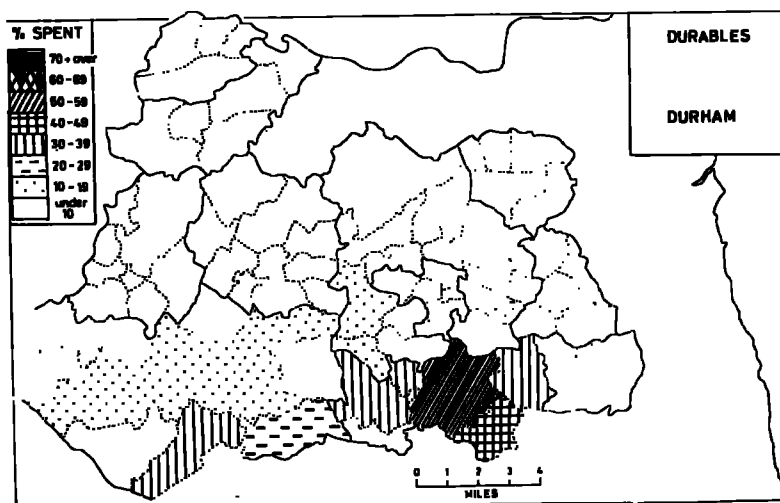 % SPENT
70+over
60-69
50-59
40-49
30-39
20-29
10-19
under
10
DURABLES
DURHAM
0 1 2 3 4
MILES